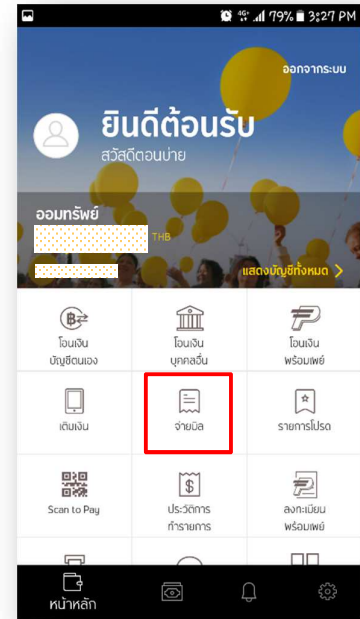 4G+ 79% 3:27 PM
ออกจากระบบ
ยินดีต้อนรับ
สวัสดีตอนบ่าย
ออมทรัพย์
THB
แสดงบัญชีทั้งหมด >
โอนเงิน
บัญชีตนเอง
โอนเงิน
บุคคลอื่น
โอนเงิน
พร้อมเพย์
เติมเงิน
จ่ายบิล
รายการโปรด
Scan to Pay
ประวัติการ
ทำรายการ
ลงทะเบียน
พร้อมเพย์
หน้าหลัก